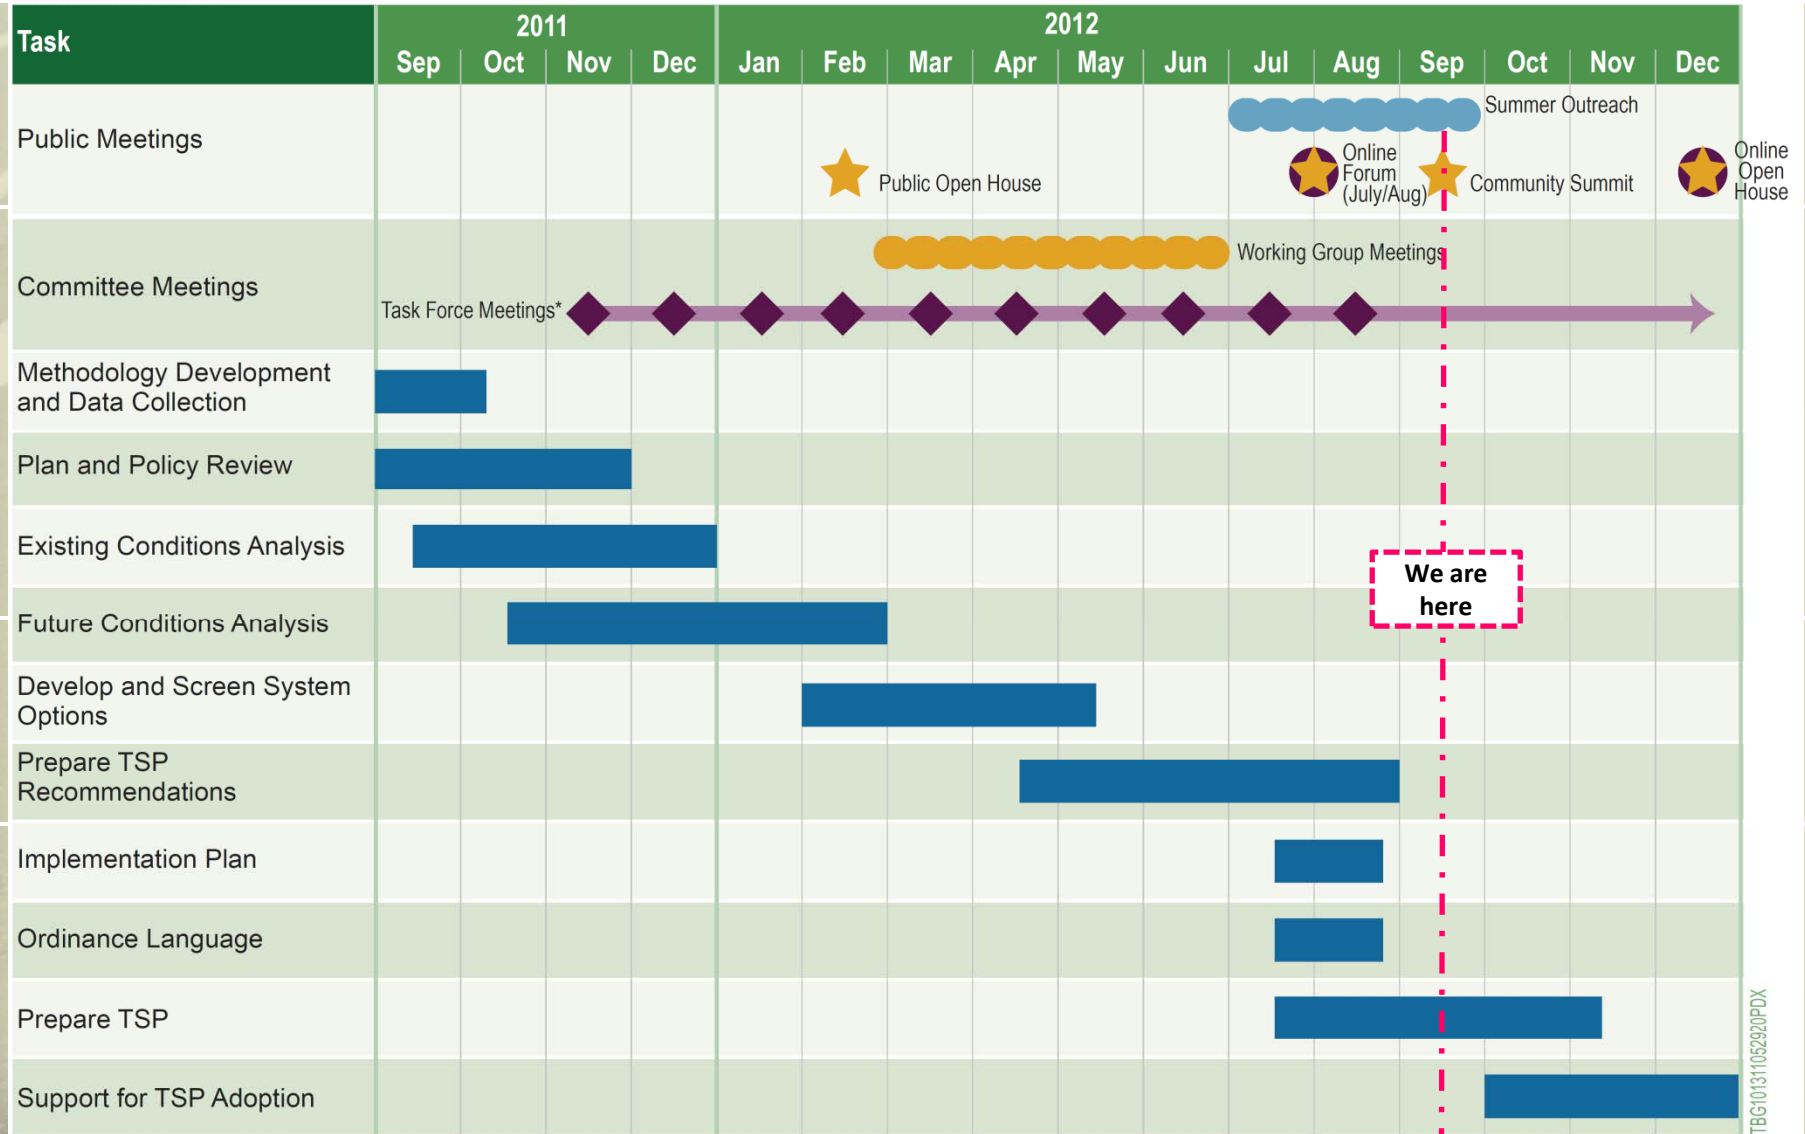 Task
2011
2012
Sep Oct Nov Dec Jan Feb Mar Apr May Jun Jul Aug Sep Oct Nov Dec
Public Meetings
Summer Outreach
Public Open House
Online
Forum
(July/Aug)
Community Summit
Online
Open
House
Committee Meetings
Working Group Meetings
Task Force Meetings*
Methodology Development
and Data Collection
Plan and Policy Review
Existing Conditions Analysis
We are
here
Future Conditions Analysis
Develop and Screen System
Options
Prepare TSP
Recommendations
Implementation Plan
Ordinance Language
Prepare TSP
Support for TSP Adoption
TBG101311052920PDX